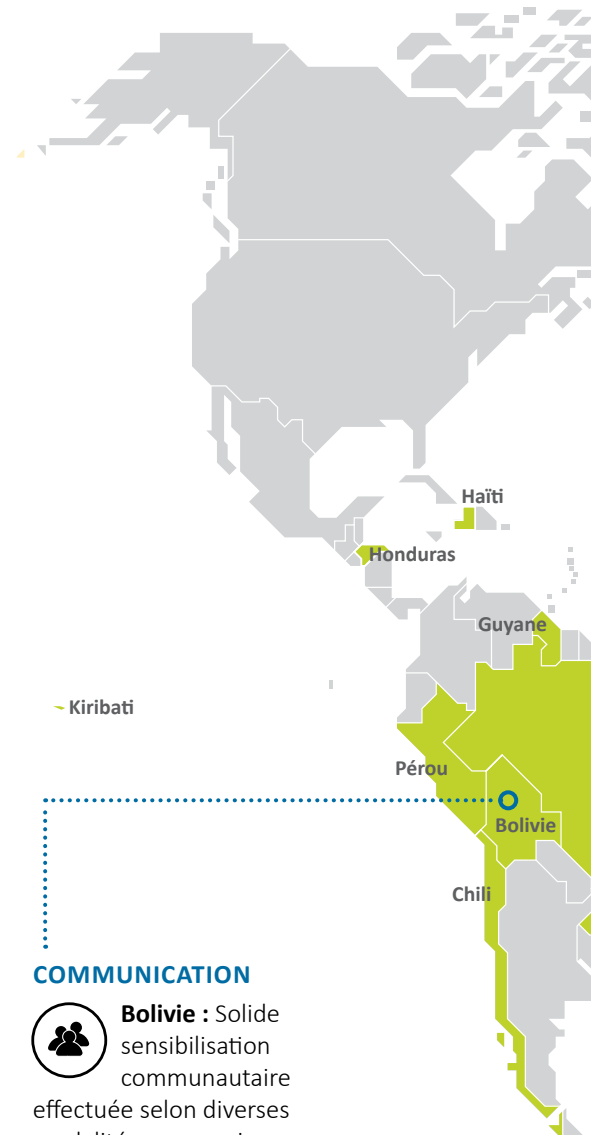 Haïti
Honduras
Guyane
Kiribati
Pérou
Bolivie
Chili
COMMUNICATION
Bolivie : Solide
sensibilisation
communautaire
effectuée selon diverses